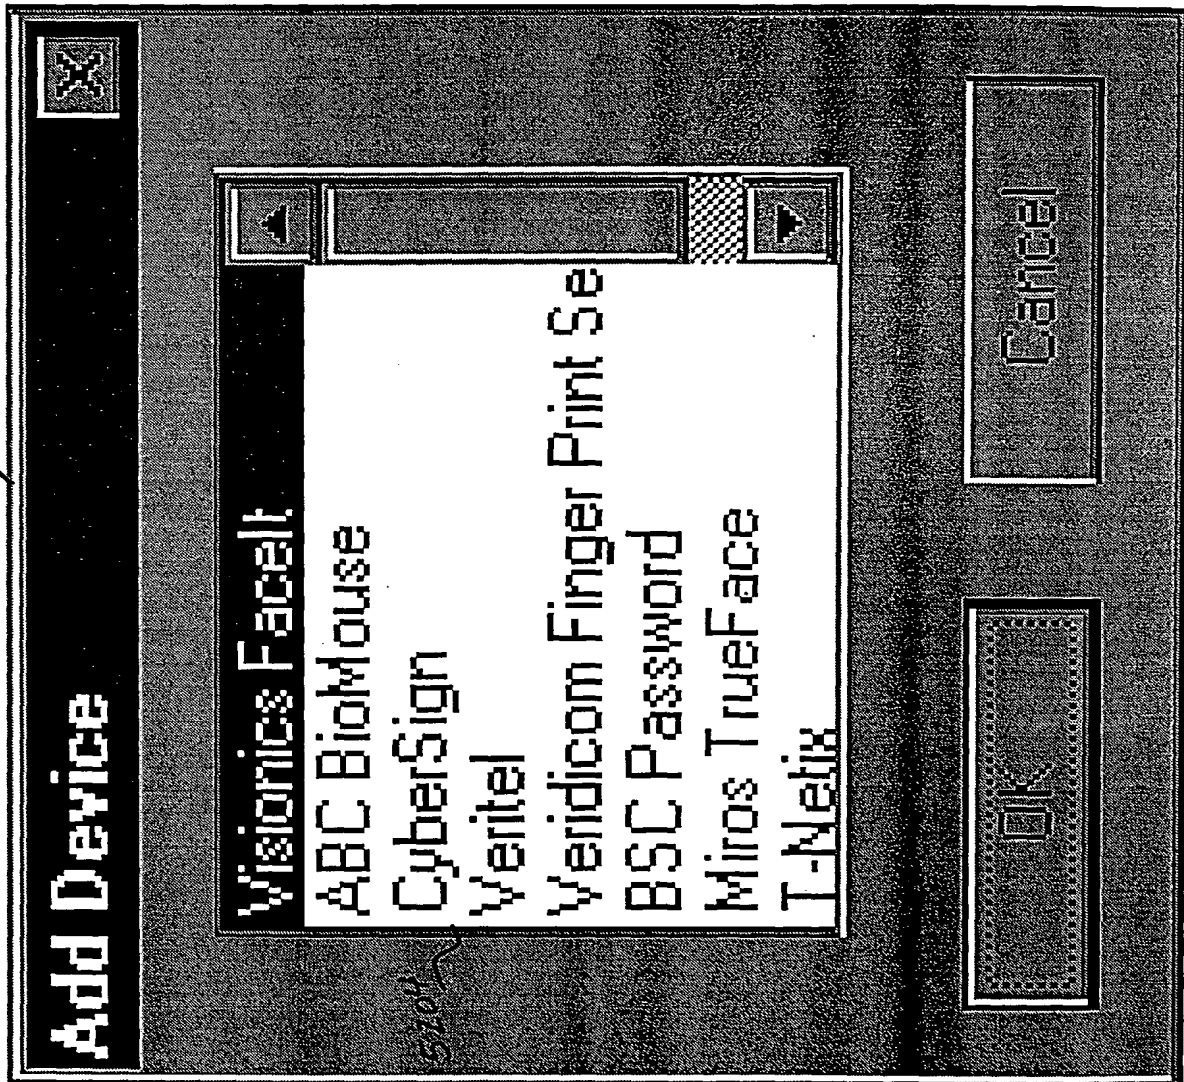 Add Device
Visionics FaceIt
ABC BioMouse
CyberSign
Veritel
Veridicom Finger Print Se
BSC Password
Miros TrueFace
T-Netix
OK
Cancel
5204